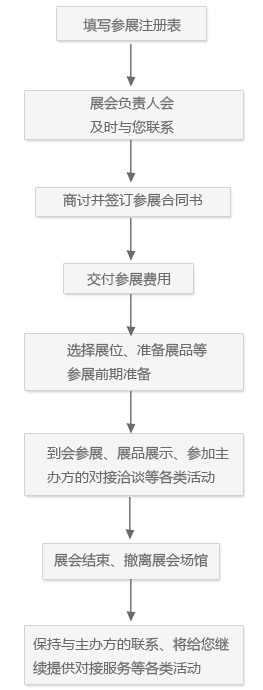 填写参展注册表
展会负责人会
及时与您联系
商讨并签订参展合同书
交付参展费用
选择展位、准备展品等
参展前期准备
到会参展、展品展示、参加主
办方的对接洽谈等各类活动
展会结束、撤离展会场馆
保持与主办方的联系、将给您继
续提供对接服务等各类活动